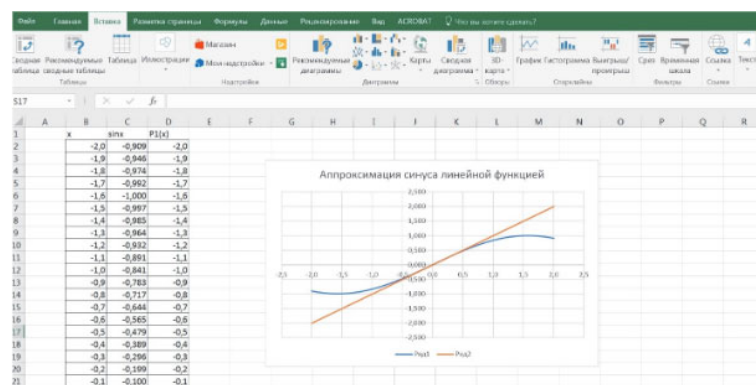 Файл Главная Вставка Разметка страницы Формулы Данные Рецензирование Вид ACROBAT Что вы хотите сделать?
Магазин
Мои надстройки
Сводная Рекомендуемые Таблица Иллюстрации Рекомендуемые Карты Сводная 3D- График Гистограмма Выигрыш/ Срез Временная Ссылка Текст
таблица сводные таблицы диаграммы диаграмма карта проигрыш шкала
Таблицы Надстройки Диаграммы Обзоры Спарклайны Фильтры Ссылки
S17 fx
A B C D E F G H I J K L M N O P Q R
1 x sinx P1(x)
2 -2,0 -0,909 -2,0
3 -1,9 -0,946 -1,9
4 -1,8 -0,974 -1,8
5 -1,7 -0,992 -1,7
6 -1,6 -1,000 -1,6
7 -1,5 -0,997 -1,5
8 -1,4 -0,985 -1,4
9 -1,3 -0,964 -1,3
10 -1,2 -0,932 -1,2
11 -1,1 -0,891 -1,1
12 -1,0 -0,841 -1,0
13 -0,9 -0,783 -0,9
14 -0,8 -0,717 -0,8
15 -0,7 -0,644 -0,7
16 -0,6 -0,565 -0,6
17 -0,5 -0,479 -0,5
18 -0,4 -0,389 -0,4
19 -0,3 -0,296 -0,3
20 -0,2 -0,199 -0,2
21 -0,1 -0,100 -0,1
Аппроксимация синуса линейной функцией
2,500
2,000
1,500
1,000
0,500
0,000
-2,5 -2,0 -1,5 -1,0 -0,5 0,0 0,5 1,0 1,5 2,0 2,5
-0,500
-1,000
-1,500
-2,000
-2,500
Ряд1 Ряд2